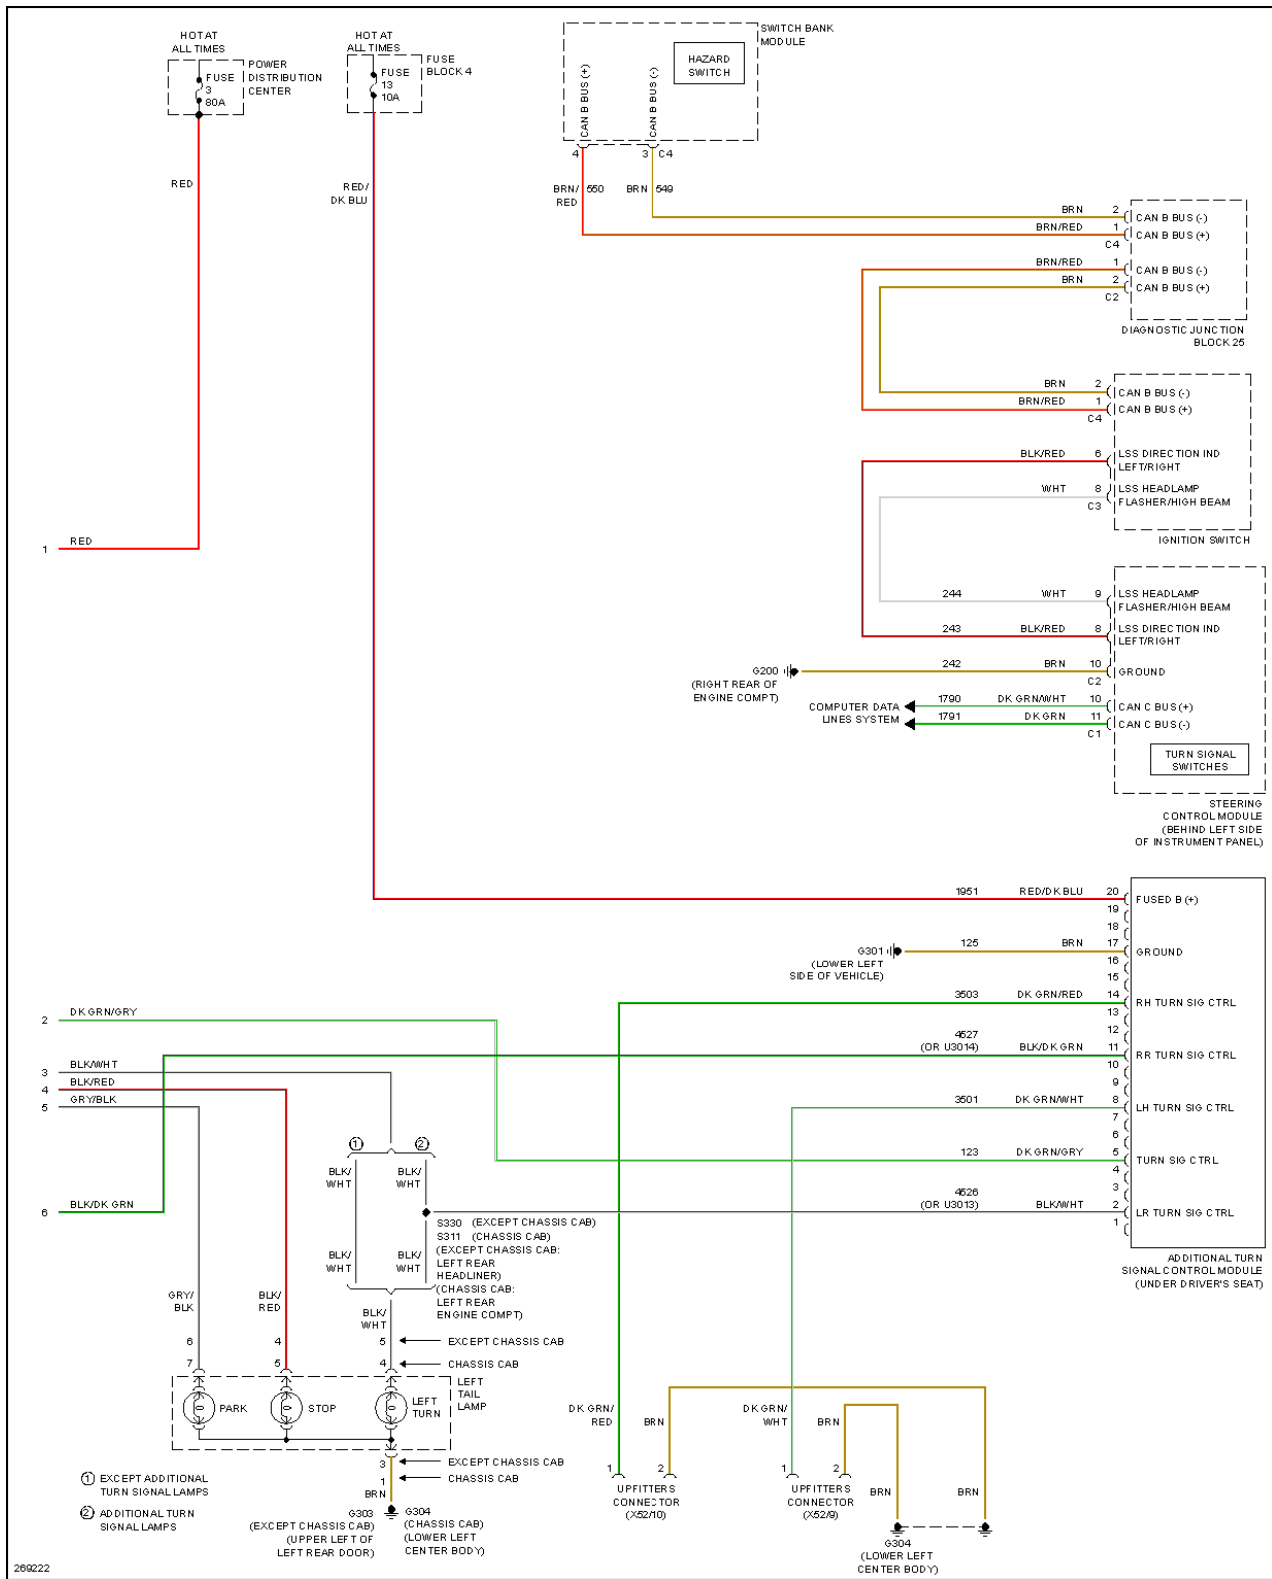 HOT AT
ALL TIMES
FUSE
3
80A
POWER
DISTRIBUTION
CENTER
RED
HOT AT
ALL TIMES
FUSE
13
10A
FUSE
BLOCK 4
RED/
DK BLU
SWITCH BANK
MODULE
HAZARD
SWITCH
CAN B BUS (+)
CAN B BUS (-)
4
3
C4
BRN/
RED
550
BRN
549
BRN 2 CAN B BUS (-)
BRN/RED 1 CAN B BUS (+)
C4
BRN/RED 1 CAN B BUS (-)
BRN 2 CAN B BUS (+)
C2
DIAGNOSTIC JUNCTION
BLOCK 25
BRN 2 CAN B BUS (-)
BRN/RED 1 CAN B BUS (+)
C4
BLK/RED 6 LSS DIRECTION IND
LEFT/RIGHT
WHT 8 LSS HEADLAMP
FLASHER/HIGH BEAM
C3
IGNITION SWITCH
1 RED
244 WHT 9 LSS HEADLAMP
FLASHER/HIGH BEAM
243 BLK/RED 8 LSS DIRECTION IND
LEFT/RIGHT
G200
(RIGHT REAR OF
ENGINE COMPT)
242 BRN 10 GROUND
C2
COMPUTER DATA
LINES SYSTEM
1790 DK GRN/WHT 10 CAN C BUS (+)
1791 DK GRN 11 CAN C BUS (-)
C1
TURN SIGNAL
SWITCHES
STEERING
CONTROL MODULE
(BEHIND LEFT SIDE
OF INSTRUMENT PANEL)
1951 RED/DK BLU 20 FUSED B (+)
19
18
G301
(LOWER LEFT
SIDE OF VEHICLE)
125 BRN 17 GROUND
16
15
3503 DK GRN/RED 14 RH TURN SIG CTRL
13
12
4527
(OR U3014) BLK/DK GRN 11 RR TURN SIG CTRL
10
9
3501 DK GRN/WHT 8 LH TURN SIG CTRL
7
6
123 DK GRN/GRY 5 TURN SIG CTRL
4
3
4526
(OR U3013) BLK/WHT 2 LR TURN SIG CTRL
1
ADDITIONAL TURN
SIGNAL CONTROL MODULE
(UNDER DRIVER'S SEAT)
2 DK GRN/GRY
3 BLK/WHT
4 BLK/RED
5 GRY/BLK
6 BLK/DK GRN
1
2
BLK/
WHT
BLK/
WHT
S330 (EXCEPT CHASSIS CAB)
S311 (CHASSIS CAB)
(EXCEPT CHASSIS CAB:
LEFT REAR
HEADLINER)
(CHASSIS CAB:
LEFT REAR
ENGINE COMPT)
BLK/
WHT
BLK/
WHT
GRY/
BLK
BLK/
RED
BLK/
WHT
6 4 5 EXCEPT CHASSIS CAB
7 5 4 CHASSIS CAB
LEFT
TAIL
LAMP
PARK
STOP
LEFT
TURN
3 EXCEPT CHASSIS CAB
1 CHASSIS CAB
BRN
1 EXCEPT ADDITIONAL
TURN SIGNAL LAMPS
2 ADDITIONAL TURN
SIGNAL LAMPS
G303
(EXCEPT CHASSIS CAB)
(UPPER LEFT OF
LEFT REAR DOOR)
G304
(CHASSIS CAB)
(LOWER LEFT
CENTER BODY)
DK GRN/
RED
BRN
DK GRN/
WHT
BRN
1 2
UPFITTERS
CONNECTOR
(X52/10)
1 2
UPFITTERS
CONNECTOR
(X52/9)
BRN
BRN
G304
(LOWER LEFT
CENTER BODY)
269222